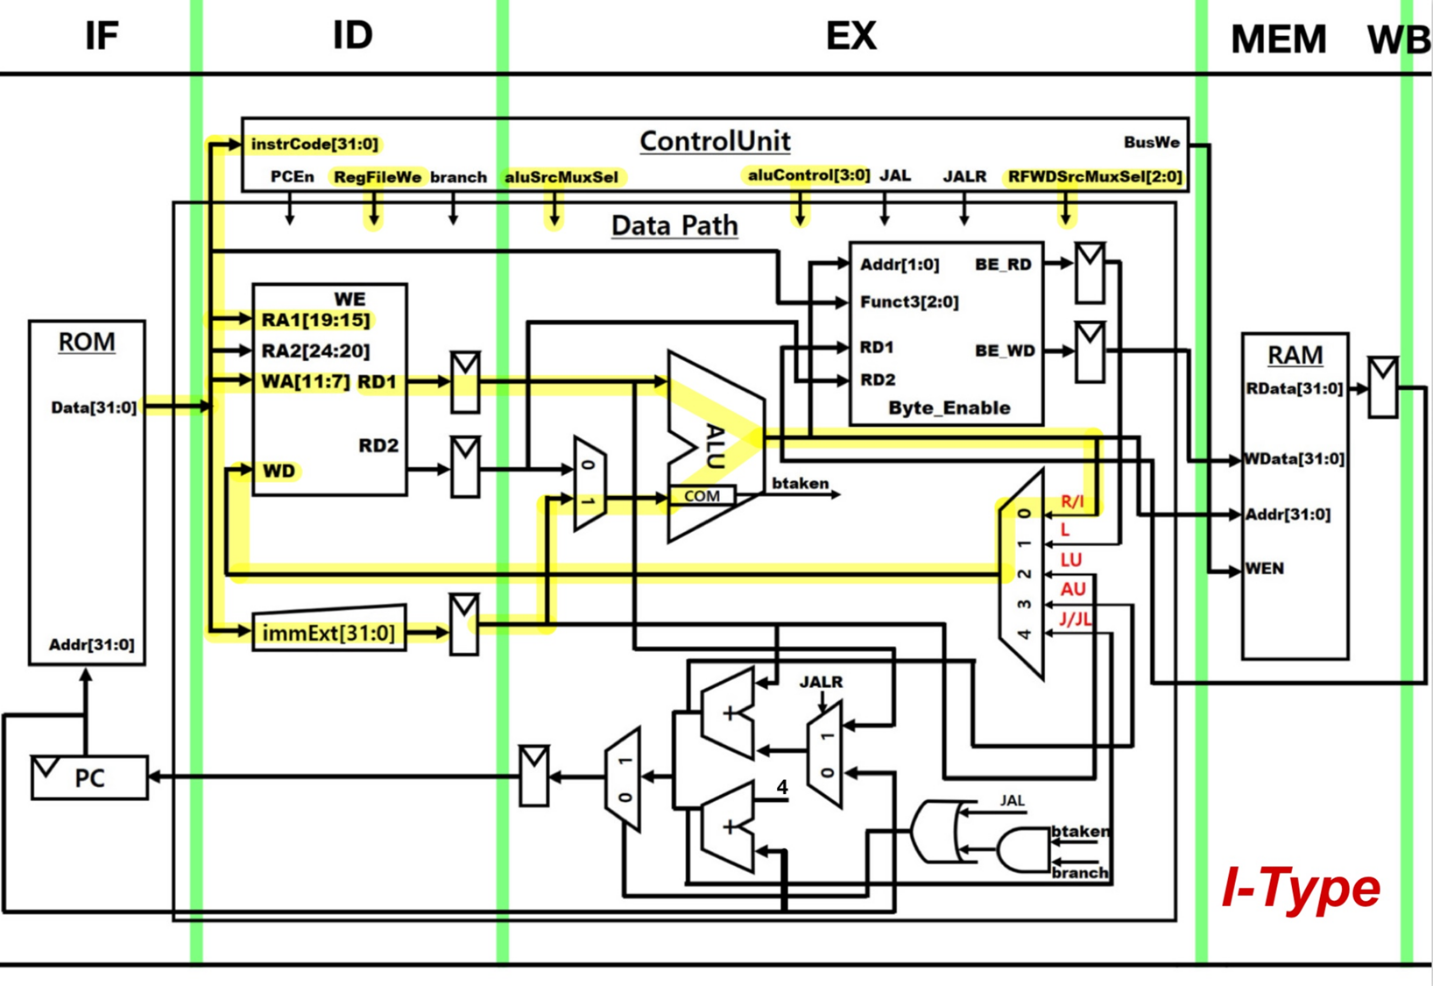 IF ID EX MEM WB
ControlUnit
instrCode[31:0]
BusWe
PCEn RegFileWe branch aluSrcMuxSel aluControl[3:0] JAL JALR RFWDSrcMuxSel[2:0]
Data Path
ROM
Data[31:0]
Addr[31:0]
PC
WE
RA1[19:15]
RA2[24:20]
WA[11:7] RD1
RD2
WD
immExt[31:0]
0
1
ALU
COM
btaken
Addr[1:0] BE_RD
Funct3[2:0]
RD1 BE_WD
RD2
Byte_Enable
R/I
L
LU
AU
J/JL
0
1
2
3
4
RAM
RData[31:0]
WData[31:0]
Addr[31:0]
WEN
JALR
+
1
0
1
0
4
+
JAL
btaken
branch
I-Type